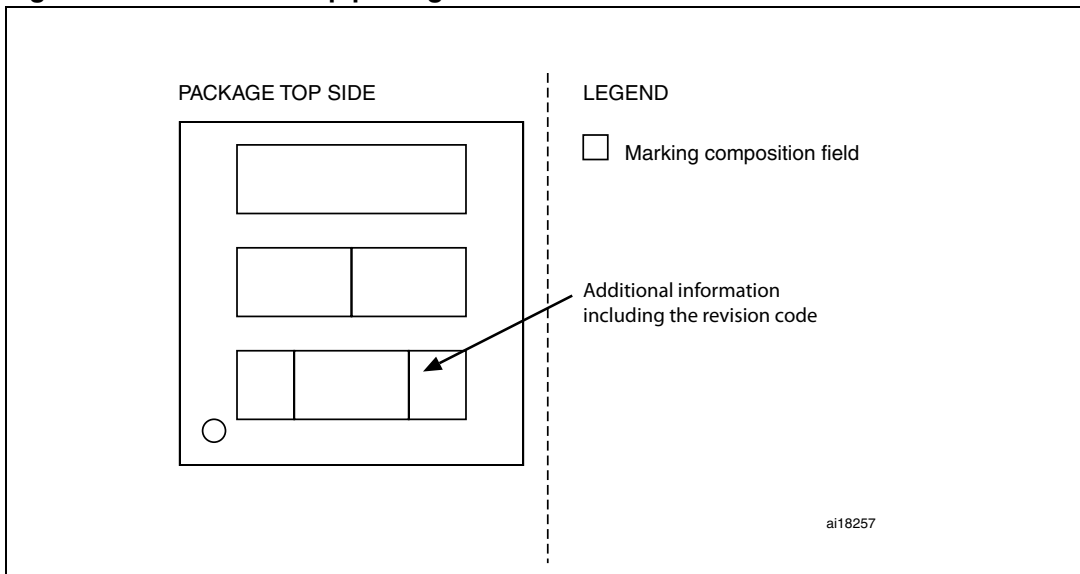 PACKAGE TOP SIDE
LEGEND
Marking composition field
Additional information
including the revision code
ai18257